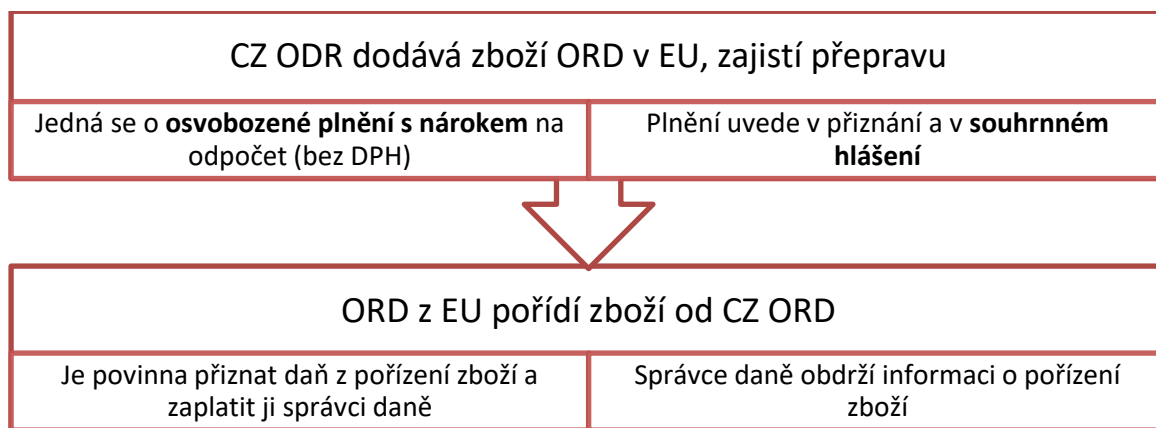 CZ ODR dodává zboží ORD v EU, zajistí přepravu
Jedná se o osvobozené plnění s nárokem na
odpočet (bez DPH)
Plnění uvede v přiznání a v souhrnném
hlášení
ORD z EU pořídí zboží od CZ ORD
Je povinna přiznat daň z pořízení zboží a
zaplatit ji správci daně
Správce daně obdrží informaci o pořízení
zboží